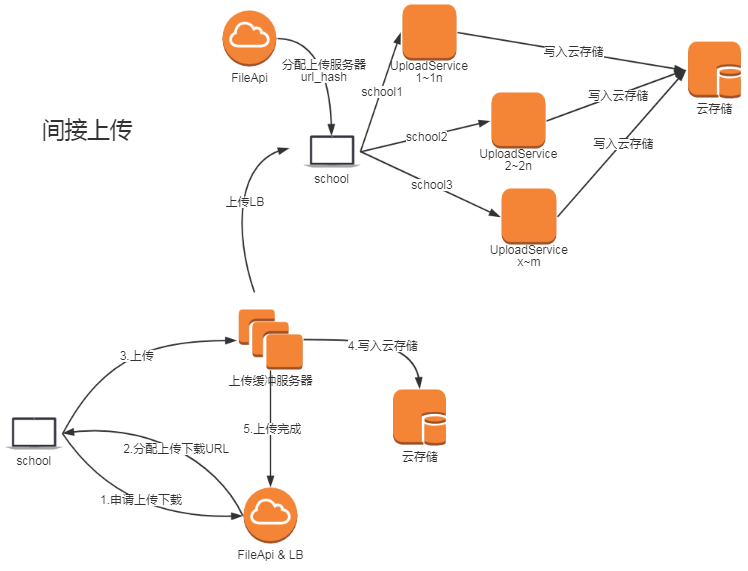 FileApi
分配上传服务器
url_hash
school
school1
UploadService
1~1n
写入云存储
school2
UploadService
2~2n
写入云存储
school3
UploadService
x~m
写入云存储
云存储
间接上传
上传LB
3.上传
上传缓冲服务器
4.写入云存储
云存储
5.上传完成
school
2.分配上传下载URL
1.申请上传下载
FileApi & LB